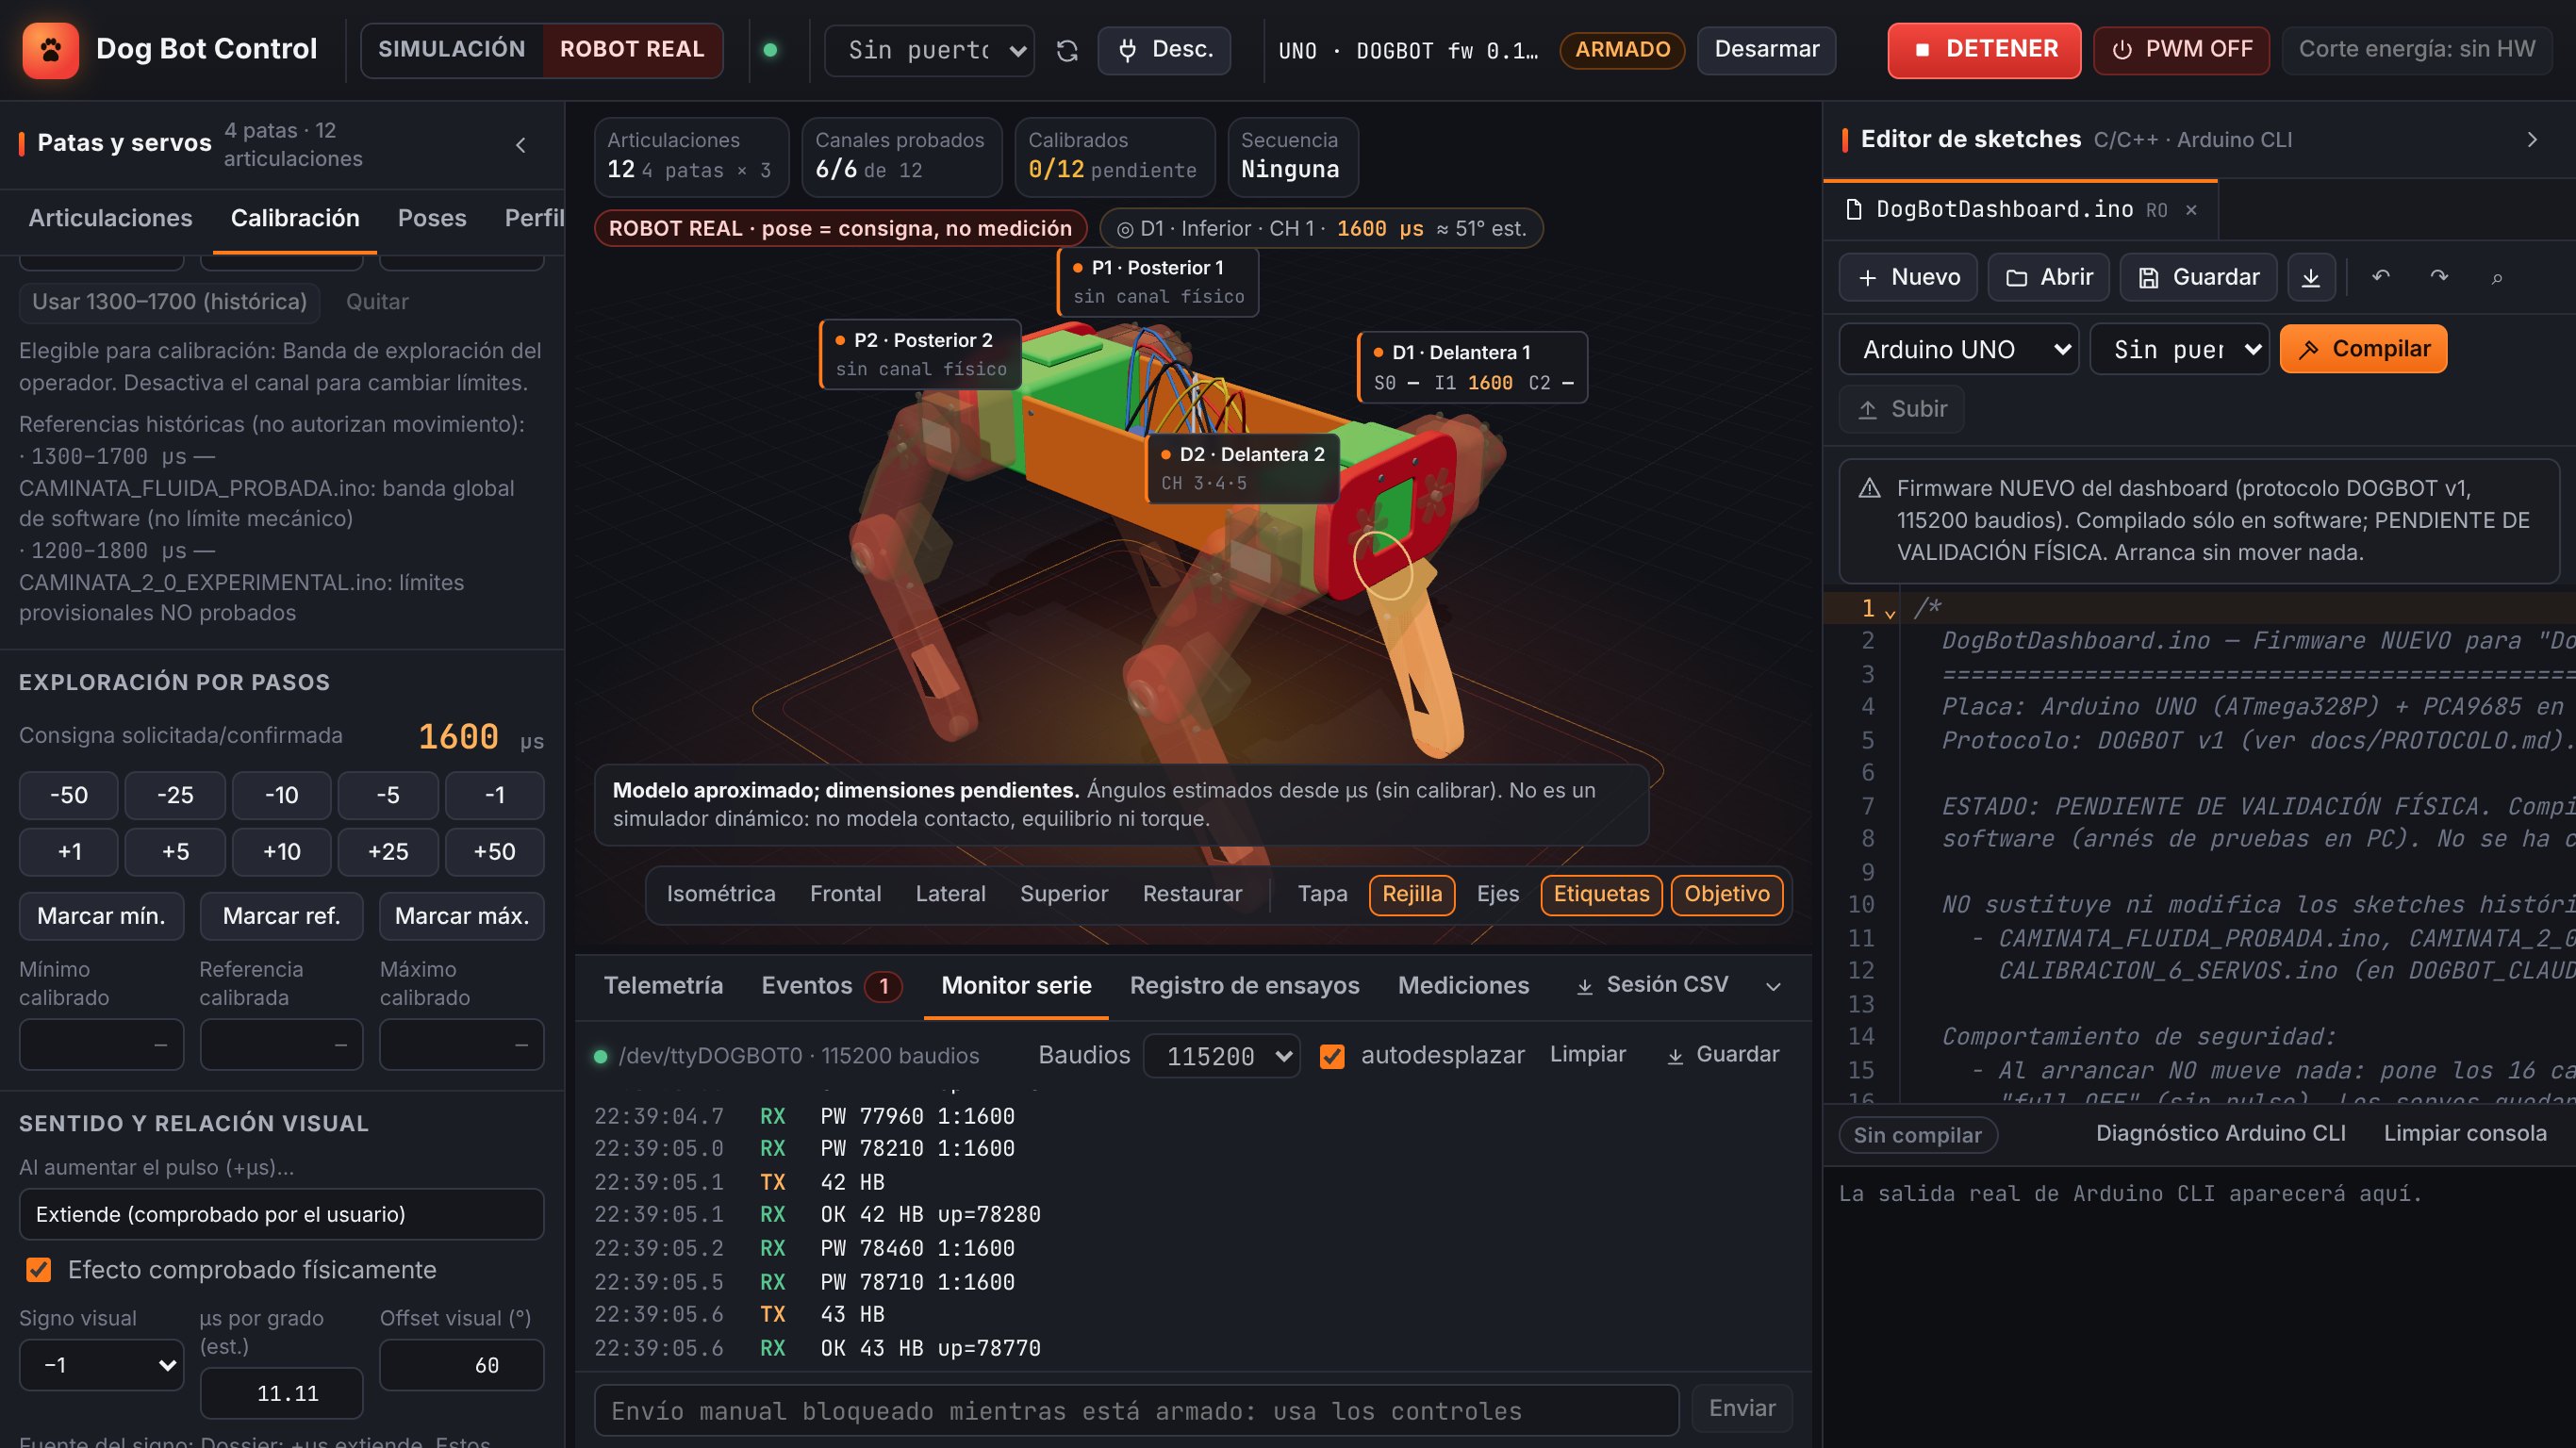 Dog Bot Control
SIMULACIÓN
ROBOT REAL
Sin puerto
Desc.
UNO · DOGBOT fw 0.1…
ARMADO
Desarmar
DETENER
PWM OFF
Corte energía: sin HW
Patas y servos
4 patas · 12
articulaciones
Articulaciones
Calibración
Poses
Perfil
Usar 1300–1700 (histórica)
Quitar
Elegible para calibración: Banda de exploración del
operador. Desactiva el canal para cambiar límites.
Referencias históricas (no autorizan movimiento):
· 1300–1700 µs —
CAMINATA_FLUIDA_PROBADA.ino: banda global
de software (no límite mecánico)
· 1200–1800 µs —
CAMINATA_2_0_EXPERIMENTAL.ino: límites
provisionales NO probados
EXPLORACIÓN POR PASOS
Consigna solicitada/confirmada
1600 µs
-50 -25 -10 -5 -1
+1 +5 +10 +25 +50
Marcar mín. Marcar ref. Marcar máx.
Mínimo calibrado
Referencia calibrada
Máximo calibrado
– – –
SENTIDO Y RELACIÓN VISUAL
Al aumentar el pulso (+µs)...
Extiende (comprobado por el usuario)
Efecto comprobado físicamente
Signo visual
µs por grado (est.)
Offset visual (°)
−1
11.11
60
Fuente del signo: Dossier: +µs extiende. Estos
Articulaciones
12 4 patas × 3
Canales probados
6/6 de 12
Calibrados
0/12 pendiente
Secuencia
Ninguna
ROBOT REAL · pose = consigna, no medición
◎ D1 · Inferior · CH 1 · 1600 µs ≈ 51° est.
P1 · Posterior 1
sin canal físico
P2 · Posterior 2
sin canal físico
D1 · Delantera 1
S0 – I1 1600 C2 –
D2 · Delantera 2
CH 3·4·5
Modelo aproximado; dimensiones pendientes. Ángulos estimados desde µs (sin calibrar). No es un
simulador dinámico: no modela contacto, equilibrio ni torque.
Isométrica Frontal Lateral Superior Restaurar Tapa Rejilla Ejes Etiquetas Objetivo
Telemetría
Eventos 1
Monitor serie
Registro de ensayos
Mediciones
Sesión CSV
/dev/ttyDOGBOT0 · 115200 baudios
Baudios 115200
autodesplazar
Limpiar
Guardar
22:39:04.7 RX PW 77960 1:1600
22:39:05.0 RX PW 78210 1:1600
22:39:05.1 TX 42 HB
22:39:05.1 RX OK 42 HB up=78280
22:39:05.2 RX PW 78460 1:1600
22:39:05.5 RX PW 78710 1:1600
22:39:05.6 TX 43 HB
22:39:05.6 RX OK 43 HB up=78770
Envío manual bloqueado mientras está armado: usa los controles
Enviar
Editor de sketches
C/C++ · Arduino CLI
DogBotDashboard.ino RO ×
Nuevo
Abrir
Guardar
Arduino UNO
Sin puer
Compilar
Subir
Firmware NUEVO del dashboard (protocolo DOGBOT v1,
115200 baudios). Compilado sólo en software; PENDIENTE DE
VALIDACIÓN FÍSICA. Arranca sin mover nada.
1 /*
2 DogBotDashboard.ino — Firmware NUEVO para "Do
3 =============================================
4 Placa: Arduino UNO (ATmega328P) + PCA9685 en
5 Protocolo: DOGBOT v1 (ver docs/PROTOCOLO.md).
6
7 ESTADO: PENDIENTE DE VALIDACIÓN FÍSICA. Compi
8 software (arnés de pruebas en PC). No se ha c
9
10 NO sustituye ni modifica los sketches históri
11 - CAMINATA_FLUIDA_PROBADA.ino, CAMINATA_2_0
12 CALIBRACION_6_SERVOS.ino (en DOGBOT_CLAUD
13
14 Comportamiento de seguridad:
15 - Al arrancar NO mueve nada: pone los 16 ca
16 "full OFF" (sin pulso). Los servos quedan
Sin compilar
Diagnóstico Arduino CLI
Limpiar consola
La salida real de Arduino CLI aparecerá aquí.